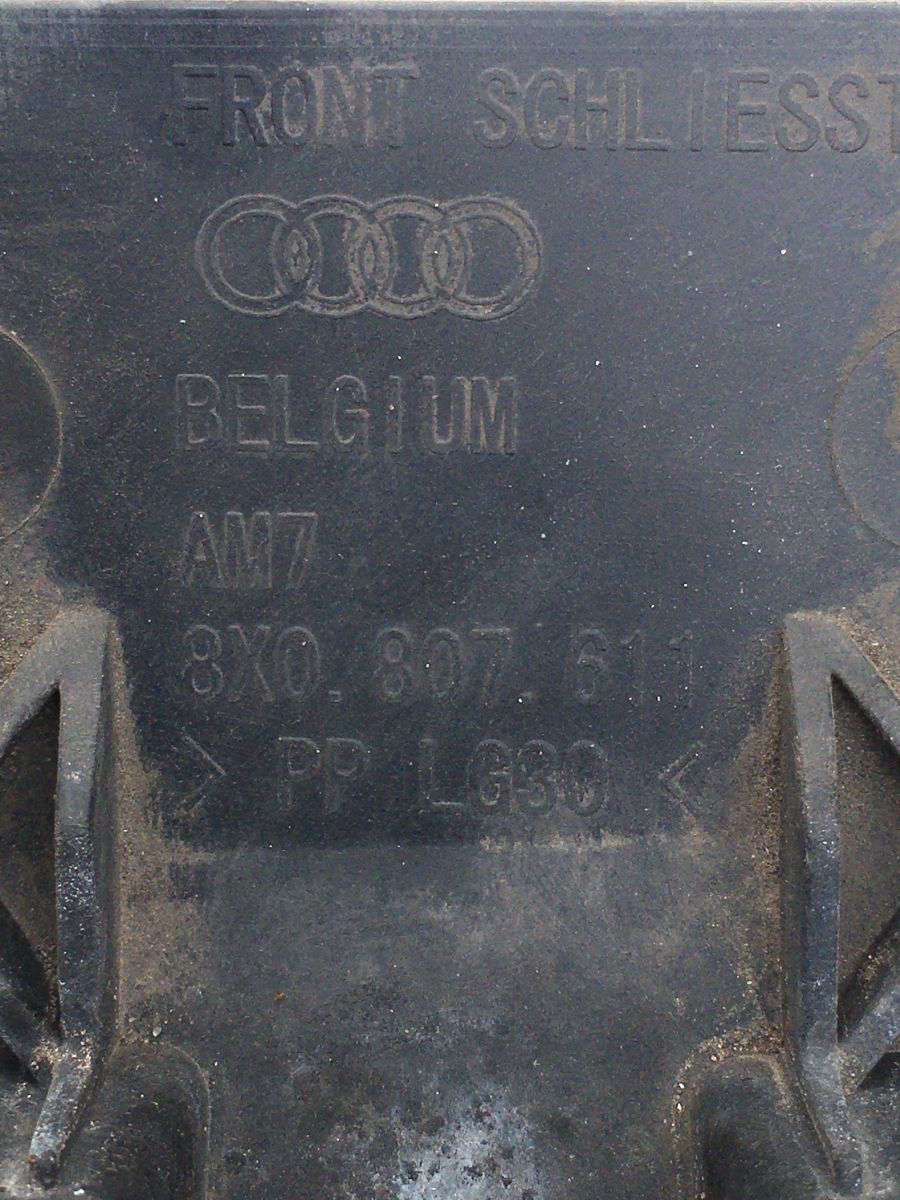 FRONT SCHLIESST
BELGIUM
AM7
8X0.807.611
> PP LG30 <